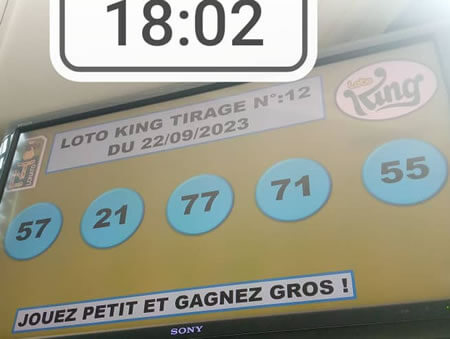 18:02
Loto
King
LOTO KING TIRAGE N°:12
DU 22/09/2023
57 21 77 71 55
JOUEZ PETIT ET GAGNEZ GROS !
SONY